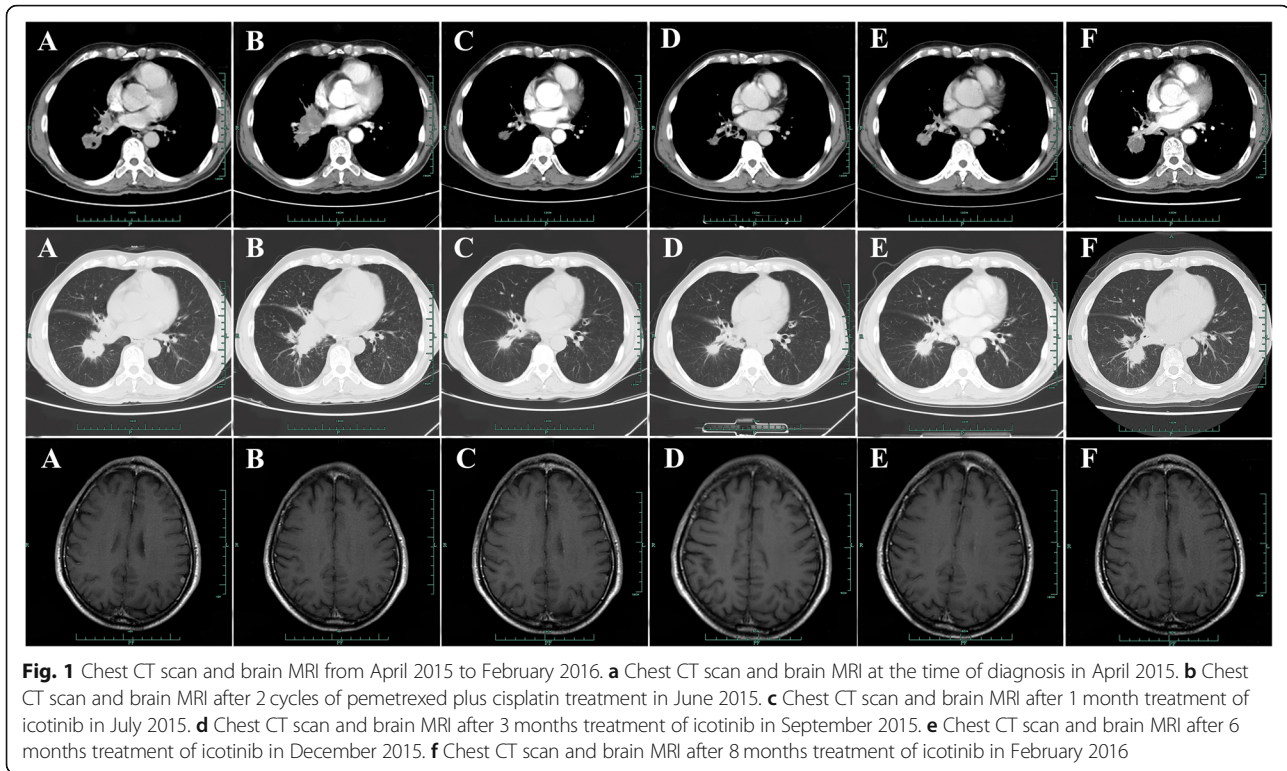 A B C D E F
A B C D E F
A B C D E F
Fig. 1 Chest CT scan and brain MRI from April 2015 to February 2016. a Chest CT scan and brain MRI at the time of diagnosis in April 2015. b Chest
CT scan and brain MRI after 2 cycles of pemetrexed plus cisplatin treatment in June 2015. c Chest CT scan and brain MRI after 1 month treatment of
icotinib in July 2015. d Chest CT scan and brain MRI after 3 months treatment of icotinib in September 2015. e Chest CT scan and brain MRI after 6
months treatment of icotinib in December 2015. f Chest CT scan and brain MRI after 8 months treatment of icotinib in February 2016